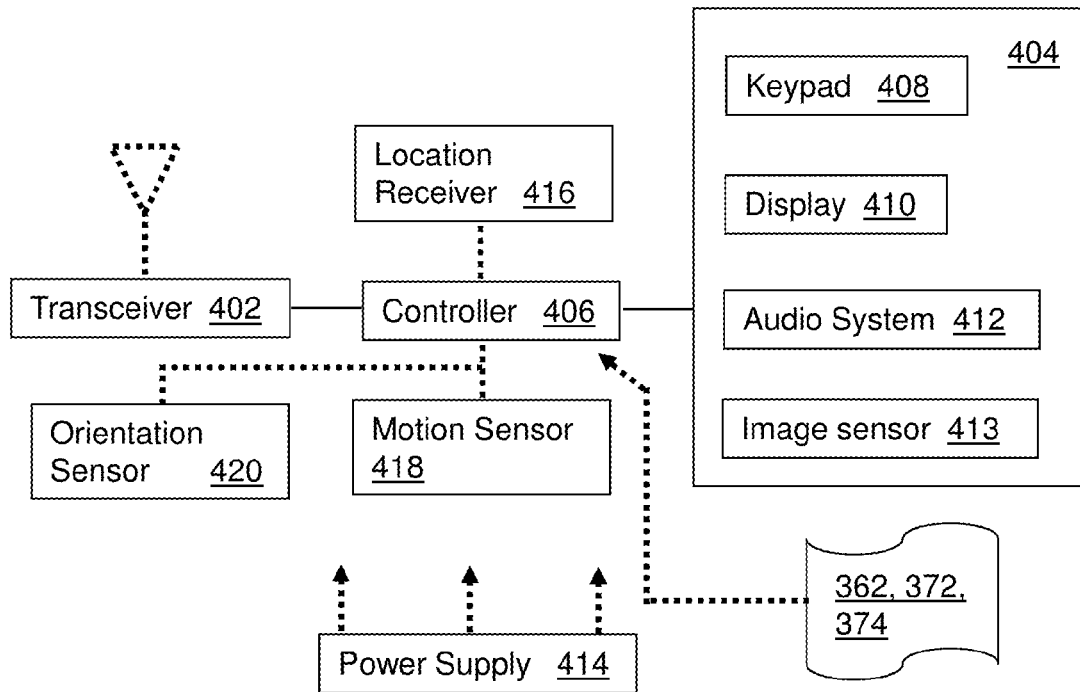 404
Keypad 408
Location
Receiver 416
Display 410
Transceiver 402
Controller 406
Audio System 412
Orientation
Sensor 420
Motion Sensor
418
Image sensor 413
362, 372,
374
Power Supply 414